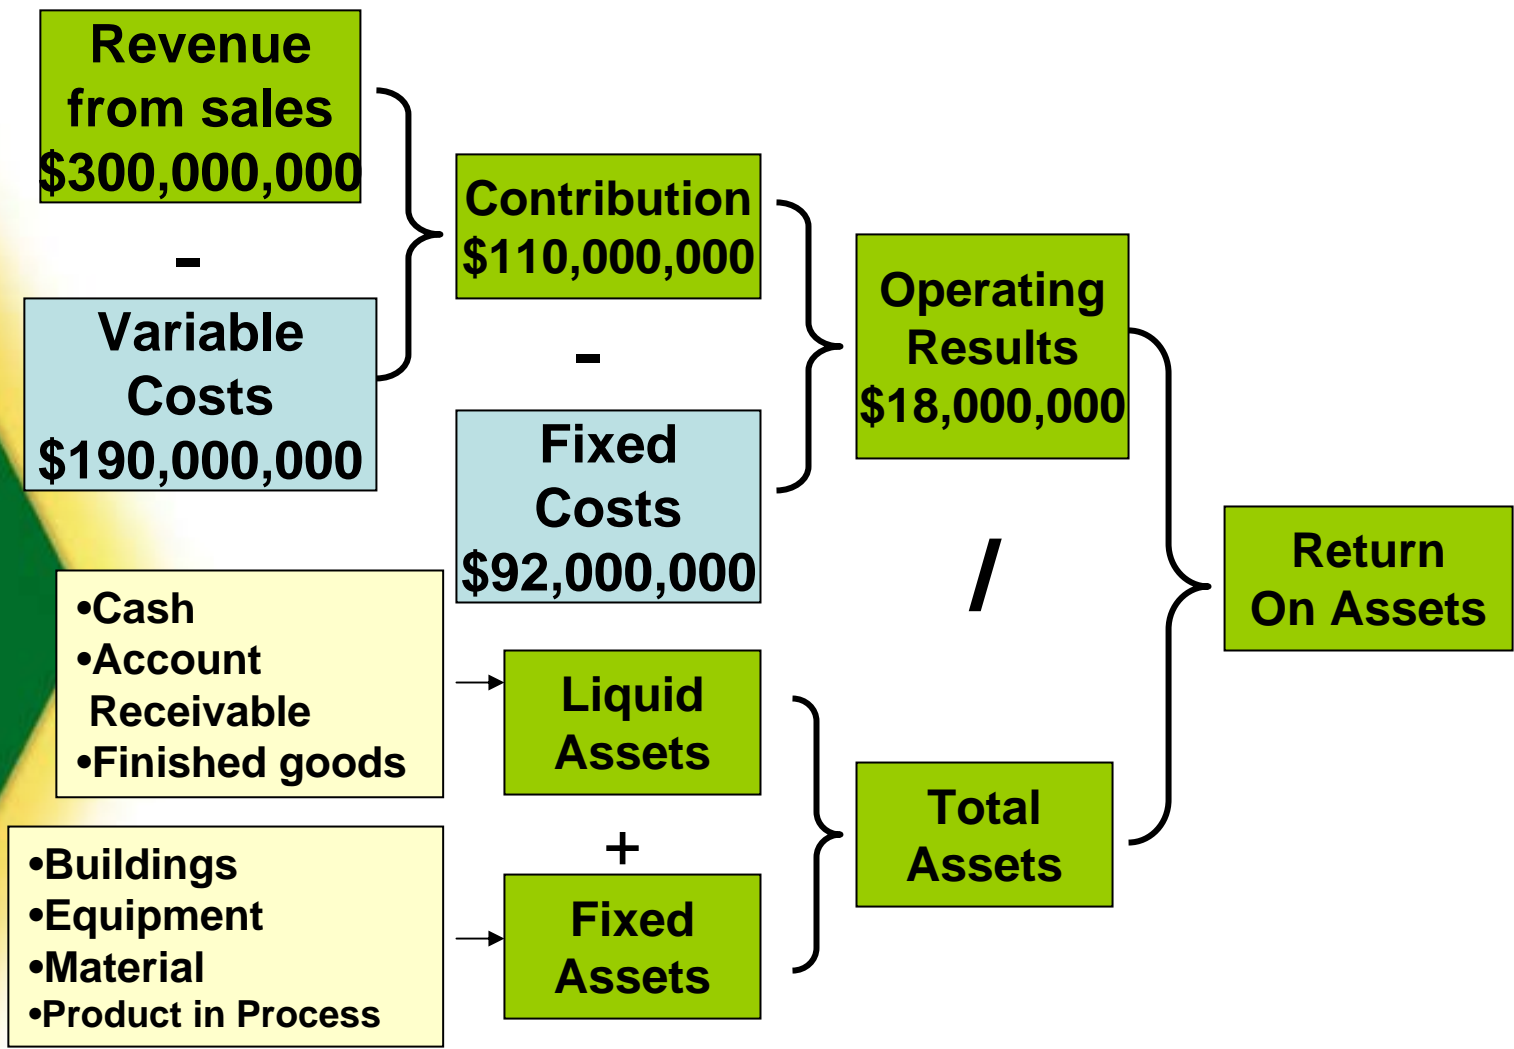 Revenue
from sales
$300,000,000
-
Variable
Costs
$190,000,000
Contribution
$110,000,000
-
Fixed
Costs
$92,000,000
Operating
Results
$18,000,000
/
Return
On Assets
•Cash
•Account
Receivable
•Finished goods
Liquid
Assets
+
•Buildings
•Equipment
•Material
•Product in Process
Fixed
Assets
Total
Assets